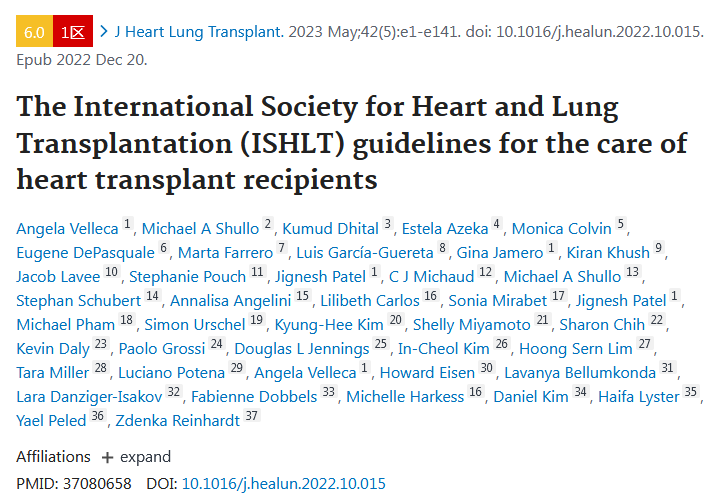 6.0 1区 > J Heart Lung Transplant. 2023 May;42(5):e1-e141. doi: 10.1016/j.healun.2022.10.015.
Epub 2022 Dec 20.
The International Society for Heart and Lung
Transplantation (ISHLT) guidelines for the care of
heart transplant recipients
Angela Velleca 1, Michael A Shullo 2, Kumud Dhital 3, Estela Azeka 4, Monica Colvin 5,
Eugene DePasquale 6, Marta Farrero 7, Luis García-Guereta 8, Gina Jamero 1, Kiran Khush 9,
Jacob Lavee 10, Stephanie Pouch 11, Jignesh Patel 1, C J Michaud 12, Michael A Shullo 13,
Stephan Schubert 14, Annalisa Angelini 15, Lilibeth Carlos 16, Sonia Mirabet 17, Jignesh Patel 1,
Michael Pham 18, Simon Urschel 19, Kyung-Hee Kim 20, Shelly Miyamoto 21, Sharon Chih 22,
Kevin Daly 23, Paolo Grossi 24, Douglas L Jennings 25, In-Cheol Kim 26, Hoong Sern Lim 27,
Tara Miller 28, Luciano Potena 29, Angela Velleca 1, Howard Eisen 30, Lavanya Bellumkonda 31,
Lara Danziger-Isakov 32, Fabienne Dobbels 33, Michelle Harkess 16, Daniel Kim 34, Haifa Lyster 35,
Yael Peled 36, Zdenka Reinhardt 37
Affiliations + expand
PMID: 37080658 DOI: 10.1016/j.healun.2022.10.015